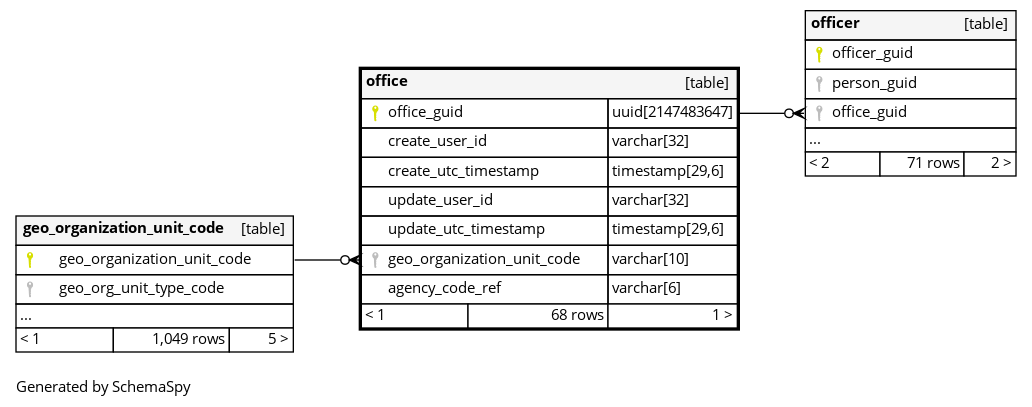 officer [table]
officer_guid
person_guid
office_guid
...
< 2 71 rows 2 >
office [table]
office_guid uuid[2147483647]
create_user_id varchar[32]
create_utc_timestamp timestamp[29,6]
update_user_id varchar[32]
update_utc_timestamp timestamp[29,6]
geo_organization_unit_code varchar[10]
agency_code_ref varchar[6]
< 1 68 rows 1 >
geo_organization_unit_code [table]
geo_organization_unit_code
geo_org_unit_type_code
...
< 1 1,049 rows 5 >
Generated by SchemaSpy